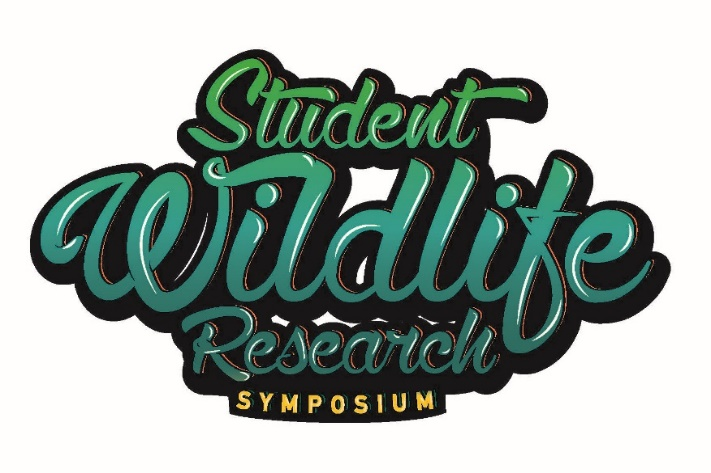 Student
Wildlife
Research
SYMPOSIUM